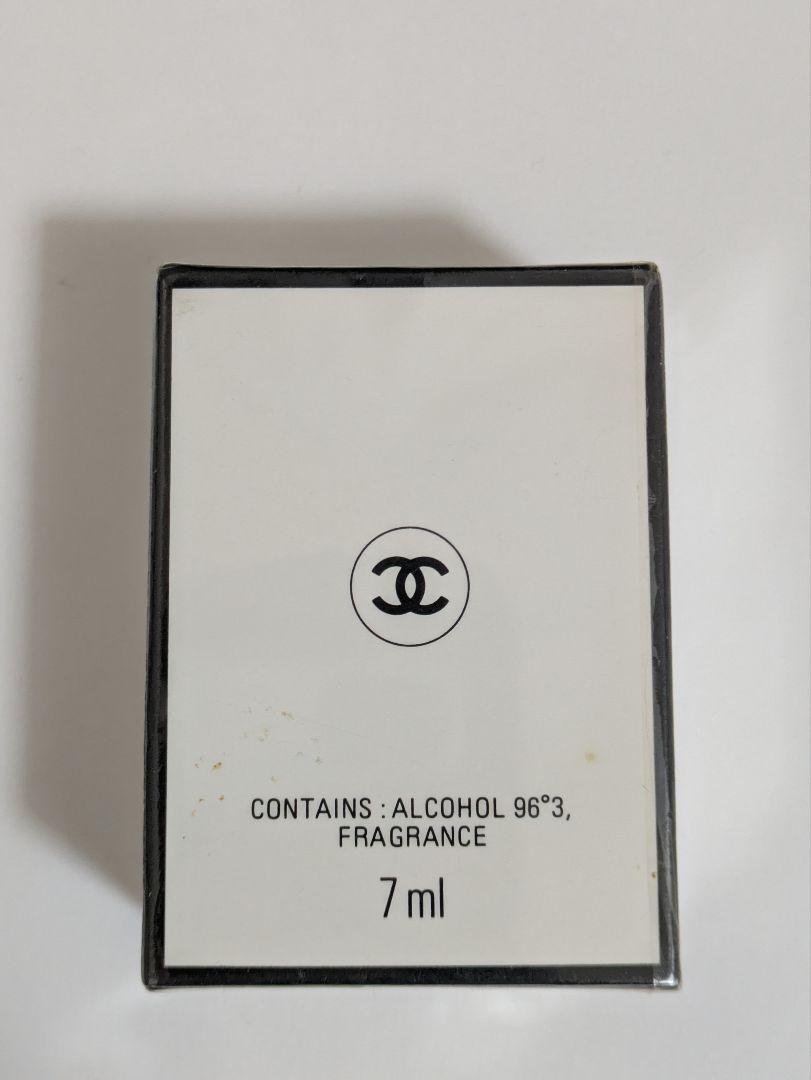 CONTAINS : ALCOHOL 96°3,
FRAGRANCE
7 ml